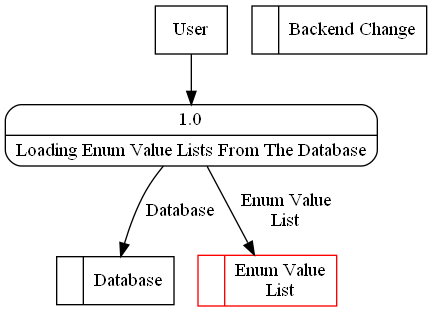 User
Backend Change
1.0
Loading Enum Value Lists From The Database
Database
Enum Value
List
Database
Enum Value
List